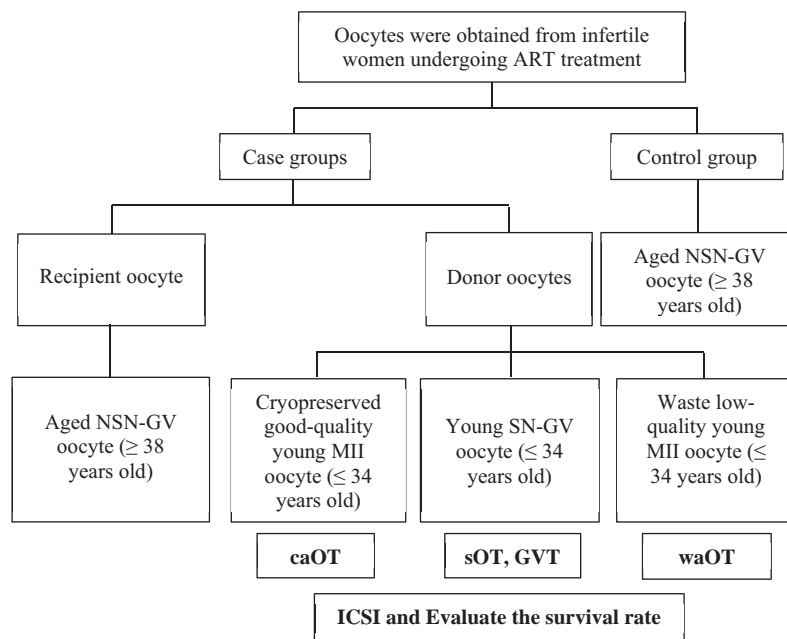 Oocytes were obtained from infertile
women undergoing ART treatment
Case groups
Control group
Recipient oocyte
Donor oocytes
Aged NSN-GV
oocyte (≥ 38
years old)
Aged NSN-GV
oocyte (≥ 38
years old)
Cryopreserved
good-quality
young MII
oocyte (≤ 34
years old)
Young SN-GV
oocyte (≤ 34
years old)
Waste low-
quality young
MII oocyte (≤
34 years old)
caOT
sOT, GVT
waOT
ICSI and Evaluate the survival rate